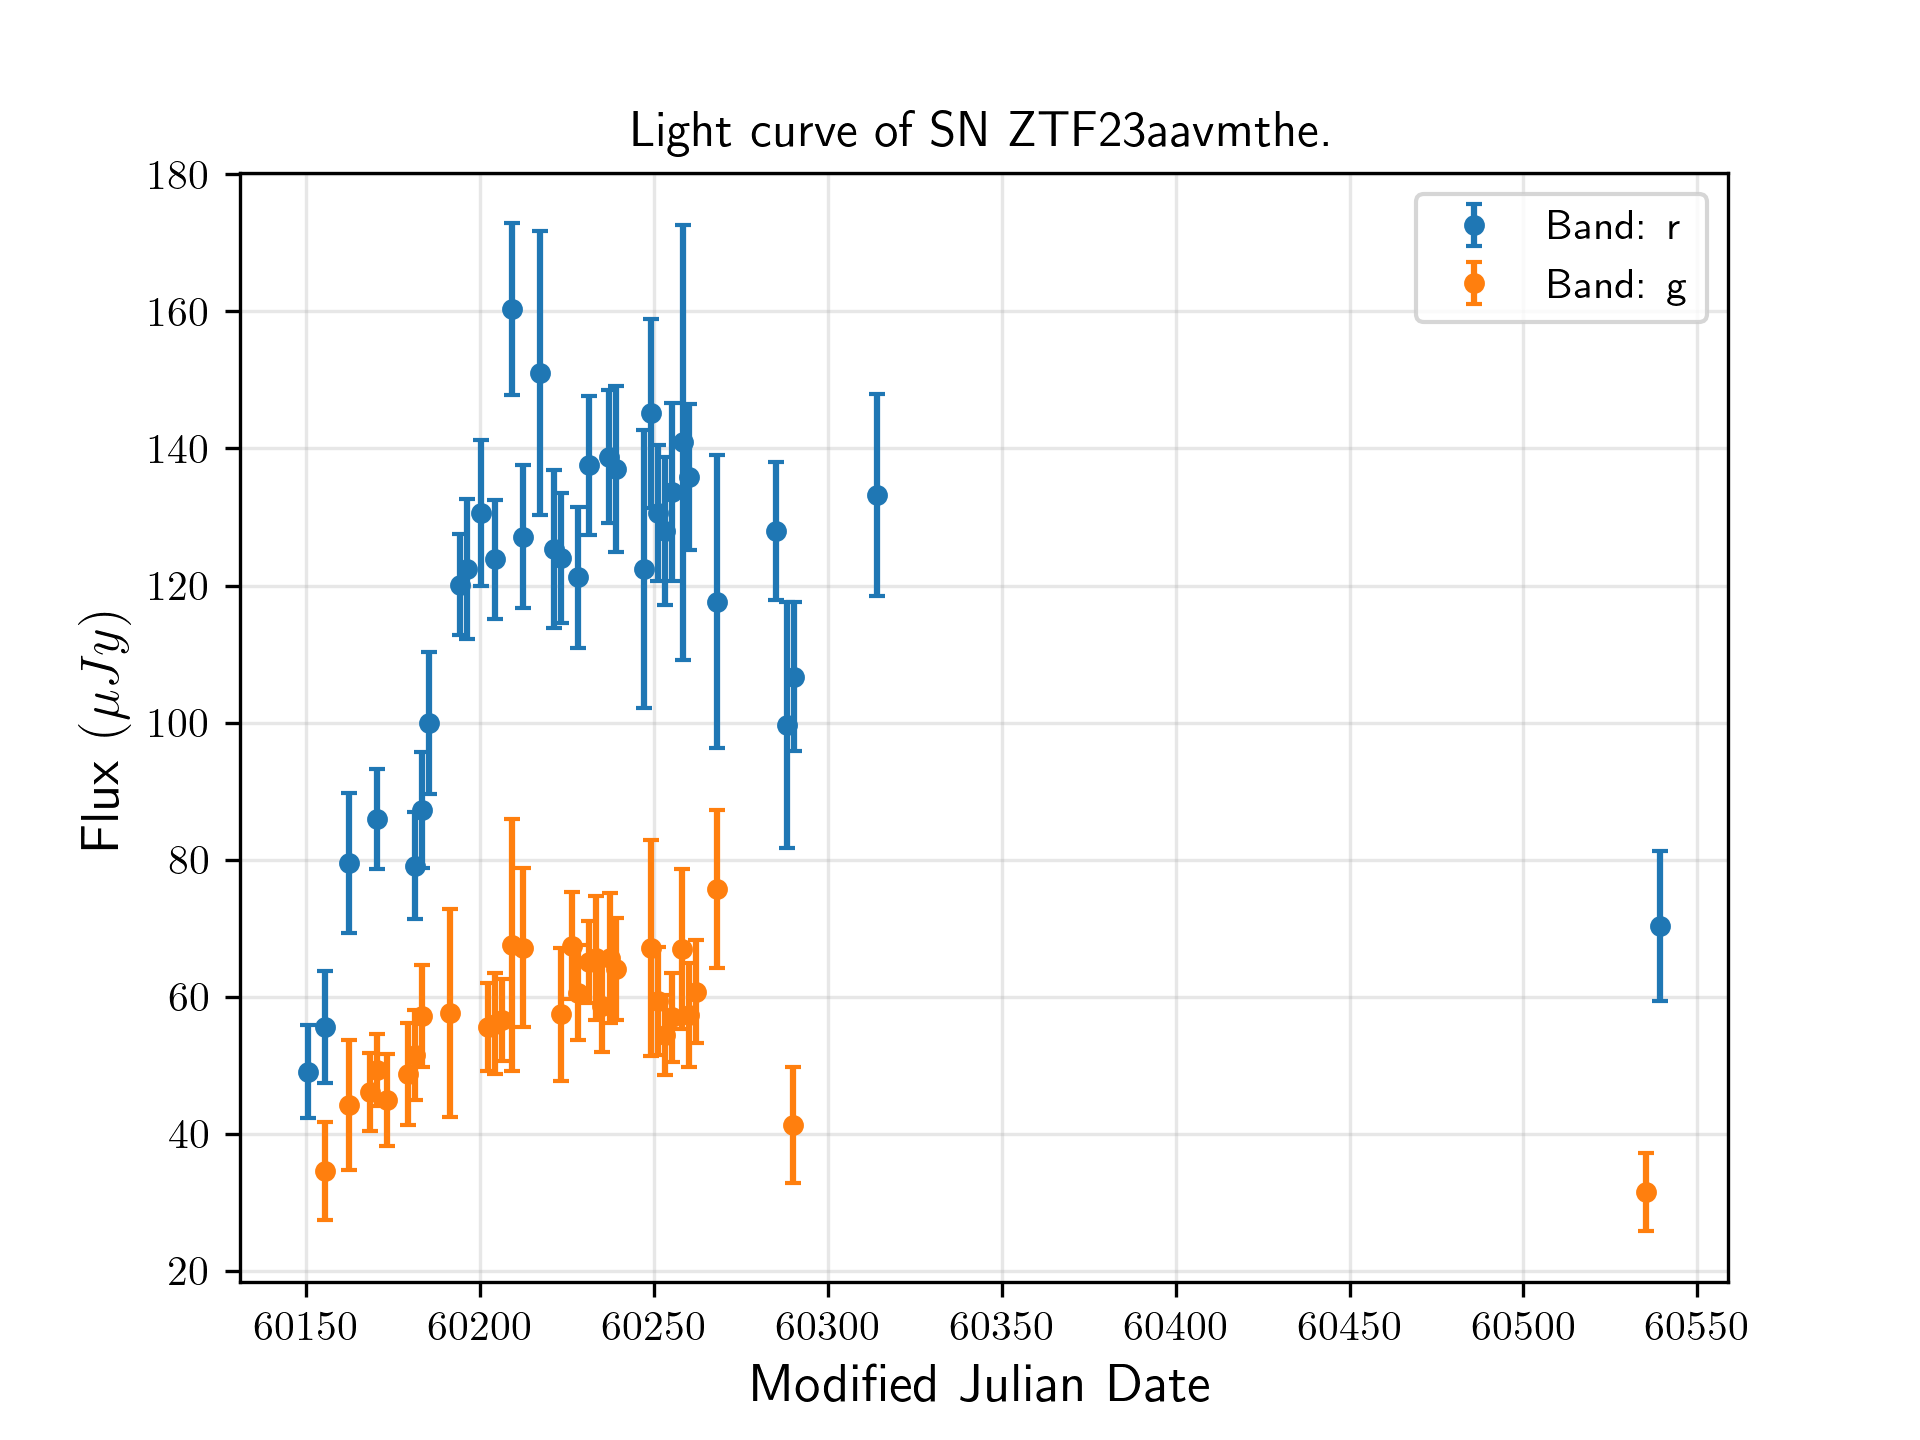 Light curve of SN ZTF23aavmthe.
180
160
140
120
100
80
60
40
20
Flux (μJy)
Band: r
Band: g
60150 60200 60250 60300 60350 60400 60450 60500 60550
Modified Julian Date